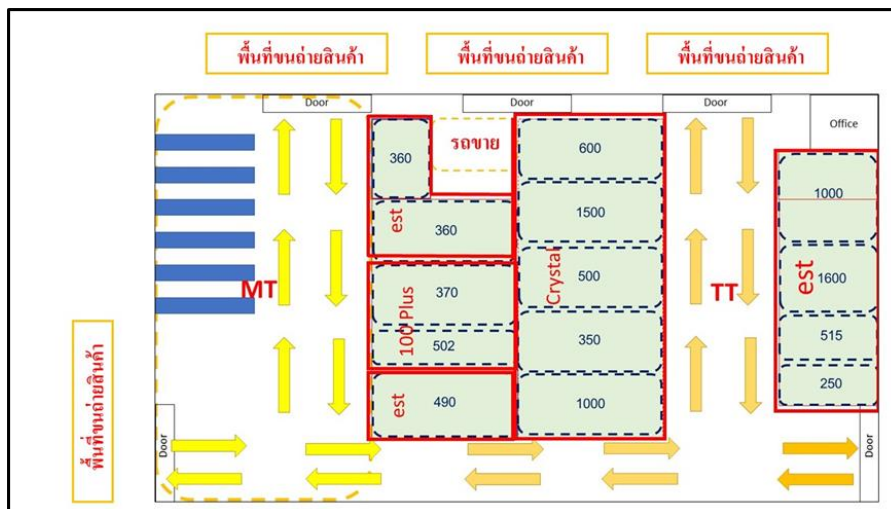 พื้นที่ขนถ่ายสินค้า
พื้นที่ขนถ่ายสินค้า
พื้นที่ขนถ่ายสินค้า
Door
Door
Door
Office
360
รถขาย
600
1000
est
360
1500
MT
100 Plus
370
Crystal
500
TT
est
1600
502
350
515
est
490
1000
250
พื้นที่ขนถ่ายสินค้า
Door
Door